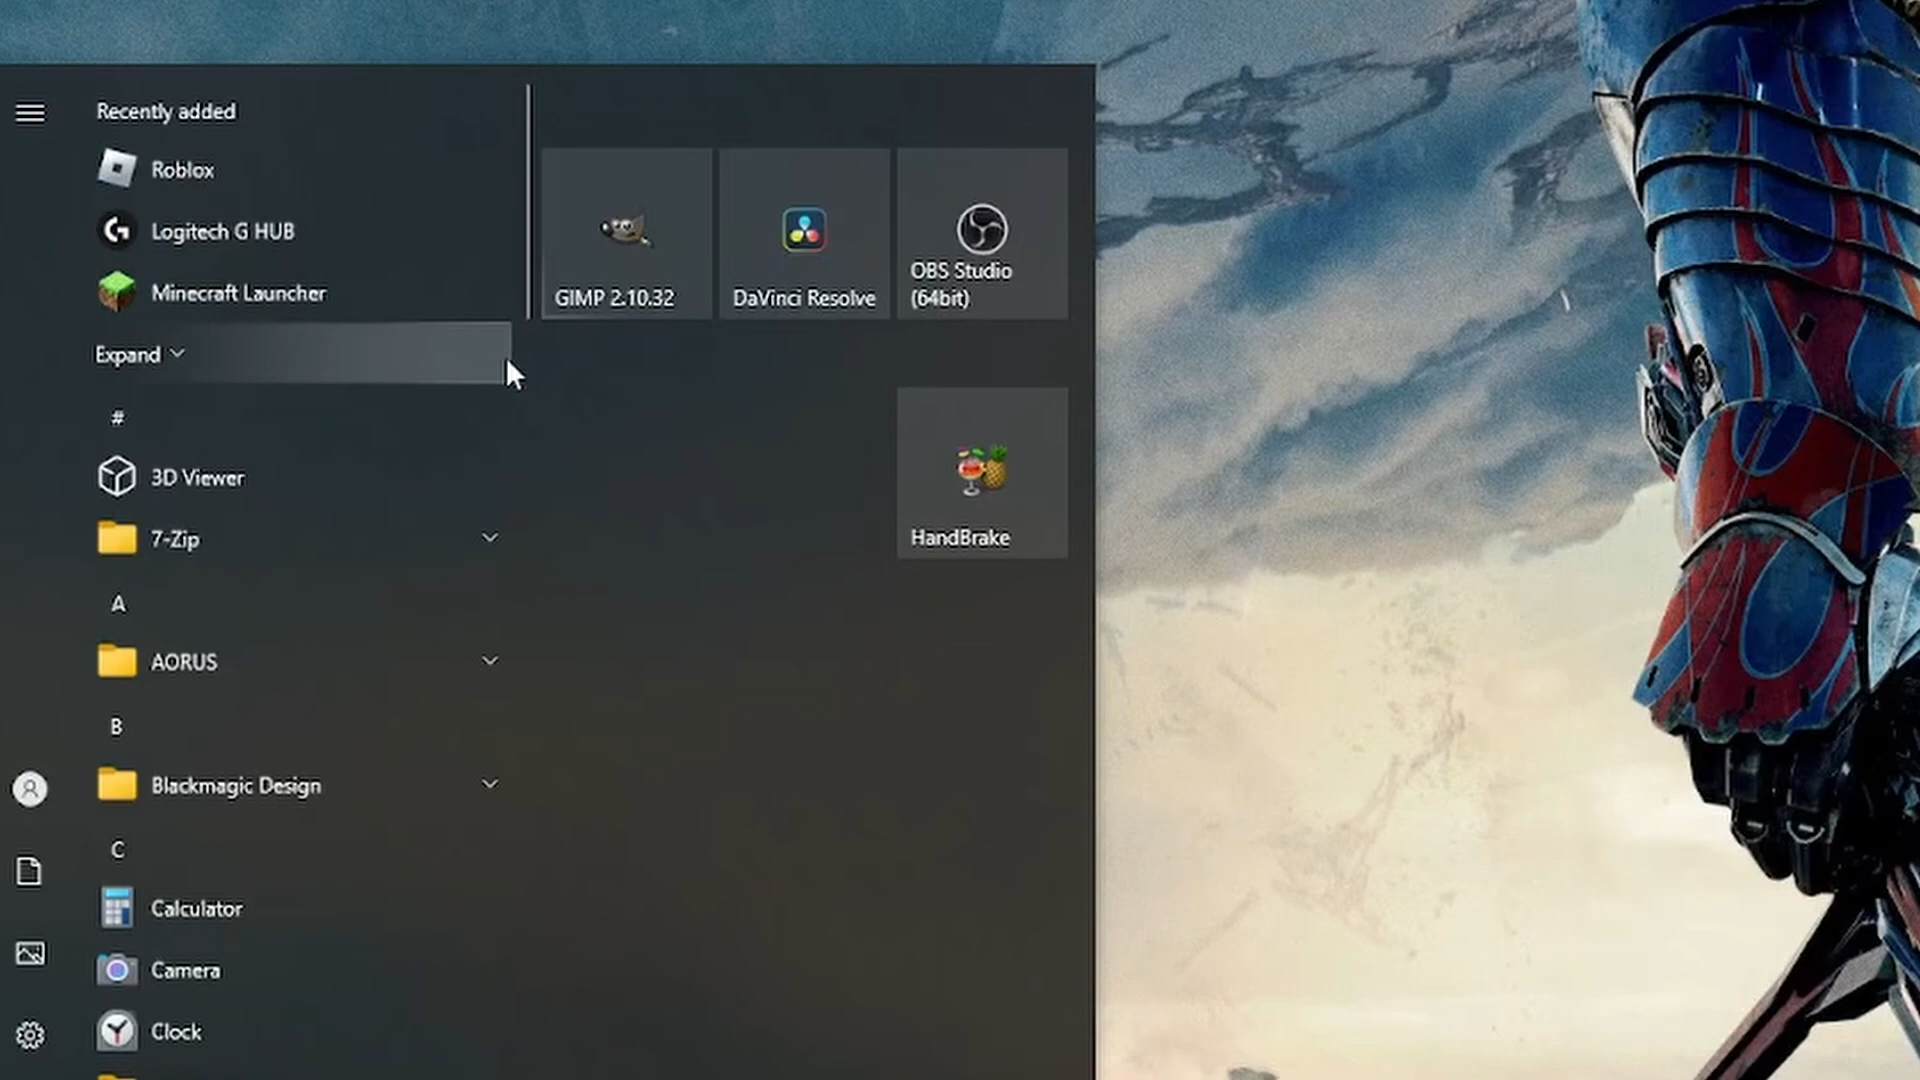 Recently added
Roblox
Logitech G HUB
Minecraft Launcher
Expand
#
3D Viewer
7-Zip
A
AORUS
B
Blackmagic Design
C
Calculator
Camera
Clock
GIMP 2.10.32
DaVinci Resolve
OBS Studio
(64bit)
HandBrake